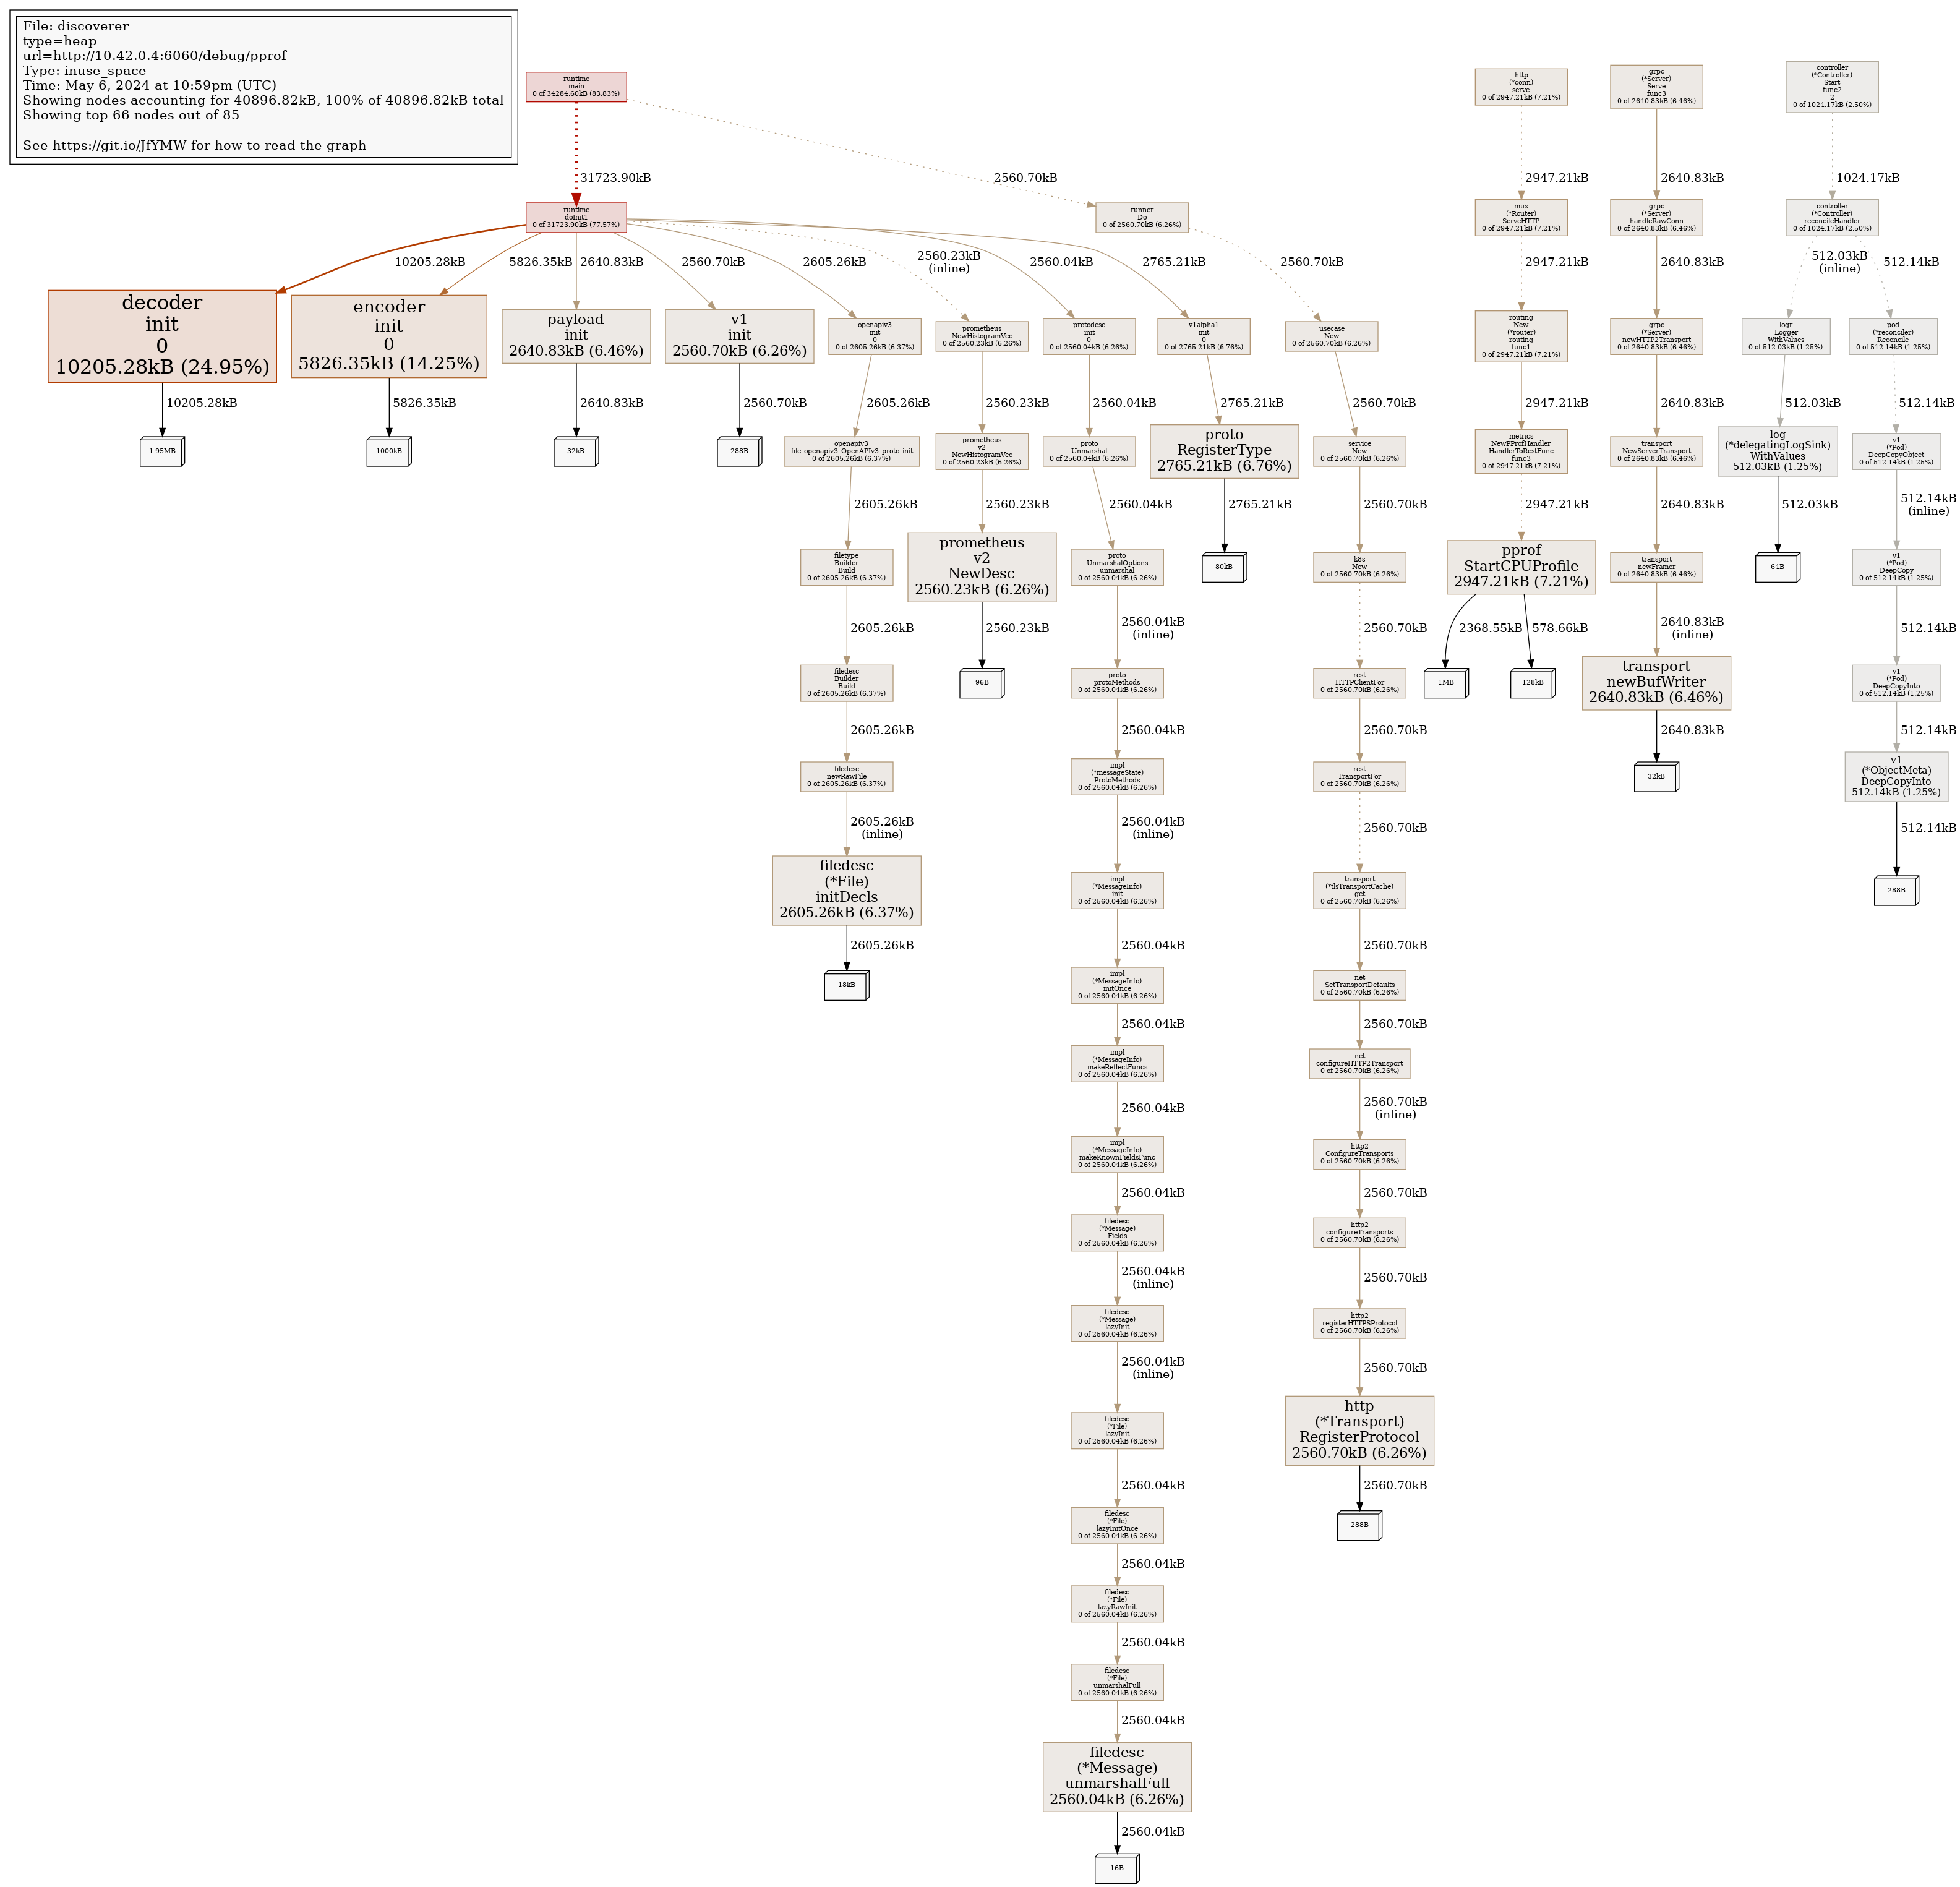 File: discoverer
type=heap
url=http://10.42.0.4:6060/debug/pprof
Type: inuse_space
Time: May 6, 2024 at 10:59pm (UTC)
Showing nodes accounting for 40896.82kB, 100% of 40896.82kB total
Showing top 66 nodes out of 85
See https://git.io/JfYMW for how to read the graph
runtime
main
0 of 34284.60kB (83.83%)
http
(*conn)
serve
0 of 2947.21kB (7.21%)
grpc
(*Server)
Serve
func3
0 of 2640.83kB (6.46%)
controller
(*Controller)
Start
func2
2
0 of 1024.17kB (2.50%)
31723.90kB
2560.70kB
2947.21kB
2640.83kB
1024.17kB
runtime
doInit1
0 of 31723.90kB (77.57%)
runner
Do
0 of 2560.70kB (6.26%)
mux
(*Router)
ServeHTTP
0 of 2947.21kB (7.21%)
grpc
(*Server)
handleRawConn
0 of 2640.83kB (6.46%)
controller
(*Controller)
reconcileHandler
0 of 1024.17kB (2.50%)
10205.28kB
5826.35kB
2640.83kB
2560.70kB
2605.26kB
2560.23kB
(inline)
2560.04kB
2765.21kB
2560.70kB
2947.21kB
2640.83kB
512.03kB
(inline)
512.14kB
decoder
init
0
10205.28kB (24.95%)
encoder
init
0
5826.35kB (14.25%)
payload
init
2640.83kB (6.46%)
v1
init
2560.70kB (6.26%)
openapiv3
init
0
0 of 2605.26kB (6.37%)
prometheus
NewHistogramVec
0 of 2560.23kB (6.26%)
protodesc
init
0
0 of 2560.04kB (6.26%)
v1alpha1
init
0
0 of 2765.21kB (6.76%)
usecase
New
0 of 2560.70kB (6.26%)
routing
New
(*router)
routing
func1
0 of 2947.21kB (7.21%)
grpc
(*Server)
newHTTP2Transport
0 of 2640.83kB (6.46%)
logr
Logger
WithValues
0 of 512.03kB (1.25%)
pod
(*reconciler)
Reconcile
0 of 512.14kB (1.25%)
10205.28kB
5826.35kB
2640.83kB
2560.70kB
2605.26kB
2560.23kB
2560.04kB
2765.21kB
2560.70kB
2947.21kB
2640.83kB
512.03kB
512.14kB
1.95MB
1000kB
32kB
288B
openapiv3
file_openapiv3_OpenAPIv3_proto_init
0 of 2605.26kB (6.37%)
prometheus
v2
NewHistogramVec
0 of 2560.23kB (6.26%)
proto
Unmarshal
0 of 2560.04kB (6.26%)
proto
RegisterType
2765.21kB (6.76%)
service
New
0 of 2560.70kB (6.26%)
metrics
NewPProfHandler
HandlerToRestFunc
func3
0 of 2947.21kB (7.21%)
transport
NewServerTransport
0 of 2640.83kB (6.46%)
log
(*delegatingLogSink)
WithValues
512.03kB (1.25%)
v1
(*Pod)
DeepCopyObject
0 of 512.14kB (1.25%)
2605.26kB
2560.23kB
2560.04kB
2765.21kB
2560.70kB
2947.21kB
2640.83kB
512.03kB
512.14kB
(inline)
filetype
Builder
Build
0 of 2605.26kB (6.37%)
prometheus
v2
NewDesc
2560.23kB (6.26%)
proto
UnmarshalOptions
unmarshal
0 of 2560.04kB (6.26%)
80kB
k8s
New
0 of 2560.70kB (6.26%)
pprof
StartCPUProfile
2947.21kB (7.21%)
transport
newFramer
0 of 2640.83kB (6.46%)
64B
v1
(*Pod)
DeepCopy
0 of 512.14kB (1.25%)
2605.26kB
2560.23kB
2560.04kB
(inline)
2560.70kB
2368.55kB
578.66kB
2640.83kB
(inline)
512.14kB
filedesc
Builder
Build
0 of 2605.26kB (6.37%)
96B
proto
protoMethods
0 of 2560.04kB (6.26%)
rest
HTTPClientFor
0 of 2560.70kB (6.26%)
1MB
128kB
transport
newBufWriter
2640.83kB (6.46%)
v1
(*Pod)
DeepCopyInto
0 of 512.14kB (1.25%)
2605.26kB
2560.04kB
2560.70kB
2640.83kB
512.14kB
filedesc
newRawFile
0 of 2605.26kB (6.37%)
impl
(*messageState)
ProtoMethods
0 of 2560.04kB (6.26%)
rest
TransportFor
0 of 2560.70kB (6.26%)
32kB
v1
(*ObjectMeta)
DeepCopyInto
512.14kB (1.25%)
2605.26kB
(inline)
2560.04kB
(inline)
2560.70kB
512.14kB
filedesc
(*File)
initDecls
2605.26kB (6.37%)
impl
(*MessageInfo)
init
0 of 2560.04kB (6.26%)
transport
(*tlsTransportCache)
get
0 of 2560.70kB (6.26%)
288B
2605.26kB
2560.04kB
2560.70kB
18kB
impl
(*MessageInfo)
initOnce
0 of 2560.04kB (6.26%)
net
SetTransportDefaults
0 of 2560.70kB (6.26%)
2560.04kB
2560.70kB
impl
(*MessageInfo)
makeReflectFuncs
0 of 2560.04kB (6.26%)
net
configureHTTP2Transport
0 of 2560.70kB (6.26%)
2560.04kB
2560.70kB
(inline)
impl
(*MessageInfo)
makeKnownFieldsFunc
0 of 2560.04kB (6.26%)
http2
ConfigureTransports
0 of 2560.70kB (6.26%)
2560.04kB
2560.70kB
filedesc
(*Message)
Fields
0 of 2560.04kB (6.26%)
http2
configureTransports
0 of 2560.70kB (6.26%)
2560.04kB
(inline)
2560.70kB
filedesc
(*Message)
lazyInit
0 of 2560.04kB (6.26%)
http2
registerHTTPSProtocol
0 of 2560.70kB (6.26%)
2560.04kB
(inline)
2560.70kB
filedesc
(*File)
lazyInit
0 of 2560.04kB (6.26%)
http
(*Transport)
RegisterProtocol
2560.70kB (6.26%)
2560.04kB
2560.70kB
filedesc
(*File)
lazyInitOnce
0 of 2560.04kB (6.26%)
288B
2560.04kB
filedesc
(*File)
lazyRawInit
0 of 2560.04kB (6.26%)
2560.04kB
filedesc
(*File)
unmarshalFull
0 of 2560.04kB (6.26%)
2560.04kB
filedesc
(*Message)
unmarshalFull
2560.04kB (6.26%)
2560.04kB
16B